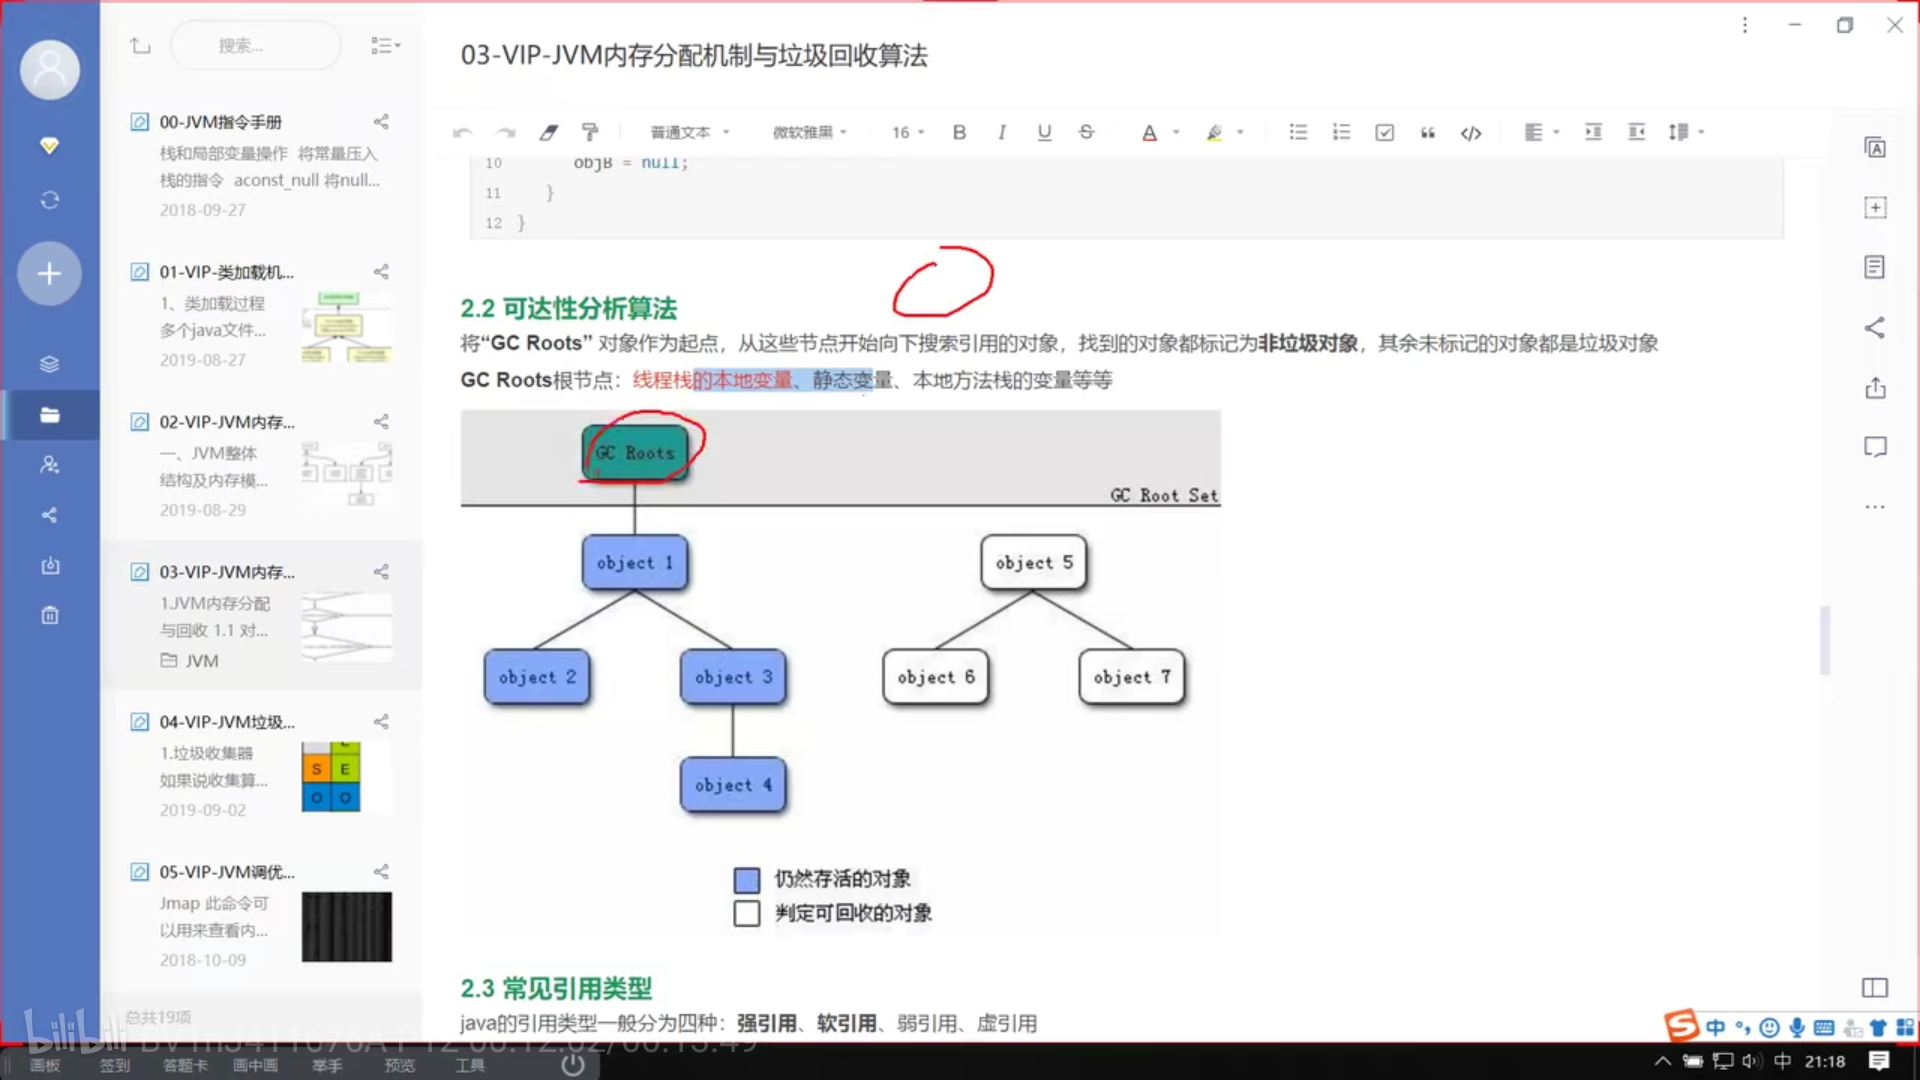 搜索...
00-JVM指令手册
栈和局部变量操作 将常量压入
栈的指令 aconst_null 将null...
2018-09-27
01-VIP-类加载机...
1、类加载过程
多个java文件...
2019-08-27
02-VIP-JVM内存...
一、JVM整体
结构及内存模...
2019-08-29
03-VIP-JVM内存...
1.JVM内存分配
与回收 1.1 对...
JVM
04-VIP-JVM垃圾...
1.垃圾收集器
如果说收集算...
2019-09-02
S E
O O
05-VIP-JVM调优...
Jmap 此命令可
以用来查看内...
2018-10-09
总共19项
03-VIP-JVM内存分配机制与垃圾回收算法
普通文本 微软雅黑 16 B I U S A
10 objB = null;
11 }
12 }
2.2 可达性分析算法
将“GC Roots” 对象作为起点，从这些节点开始向下搜索引用的对象，找到的对象都标记为非垃圾对象，其余未标记的对象都是垃圾对象
GC Roots根节点：线程栈的本地变量、静态变量、本地方法栈的变量等等
GC Roots
GC Root Set
object 1
object 5
object 2
object 3
object 6
object 7
object 4
仍然存活的对象
判定可回收的对象
2.3 常见引用类型
java的引用类型一般分为四种：强引用、软引用、弱引用、虚引用
bilibili
中
画板 签到 答题卡 画中画 举手 预览 工具
中 21:18